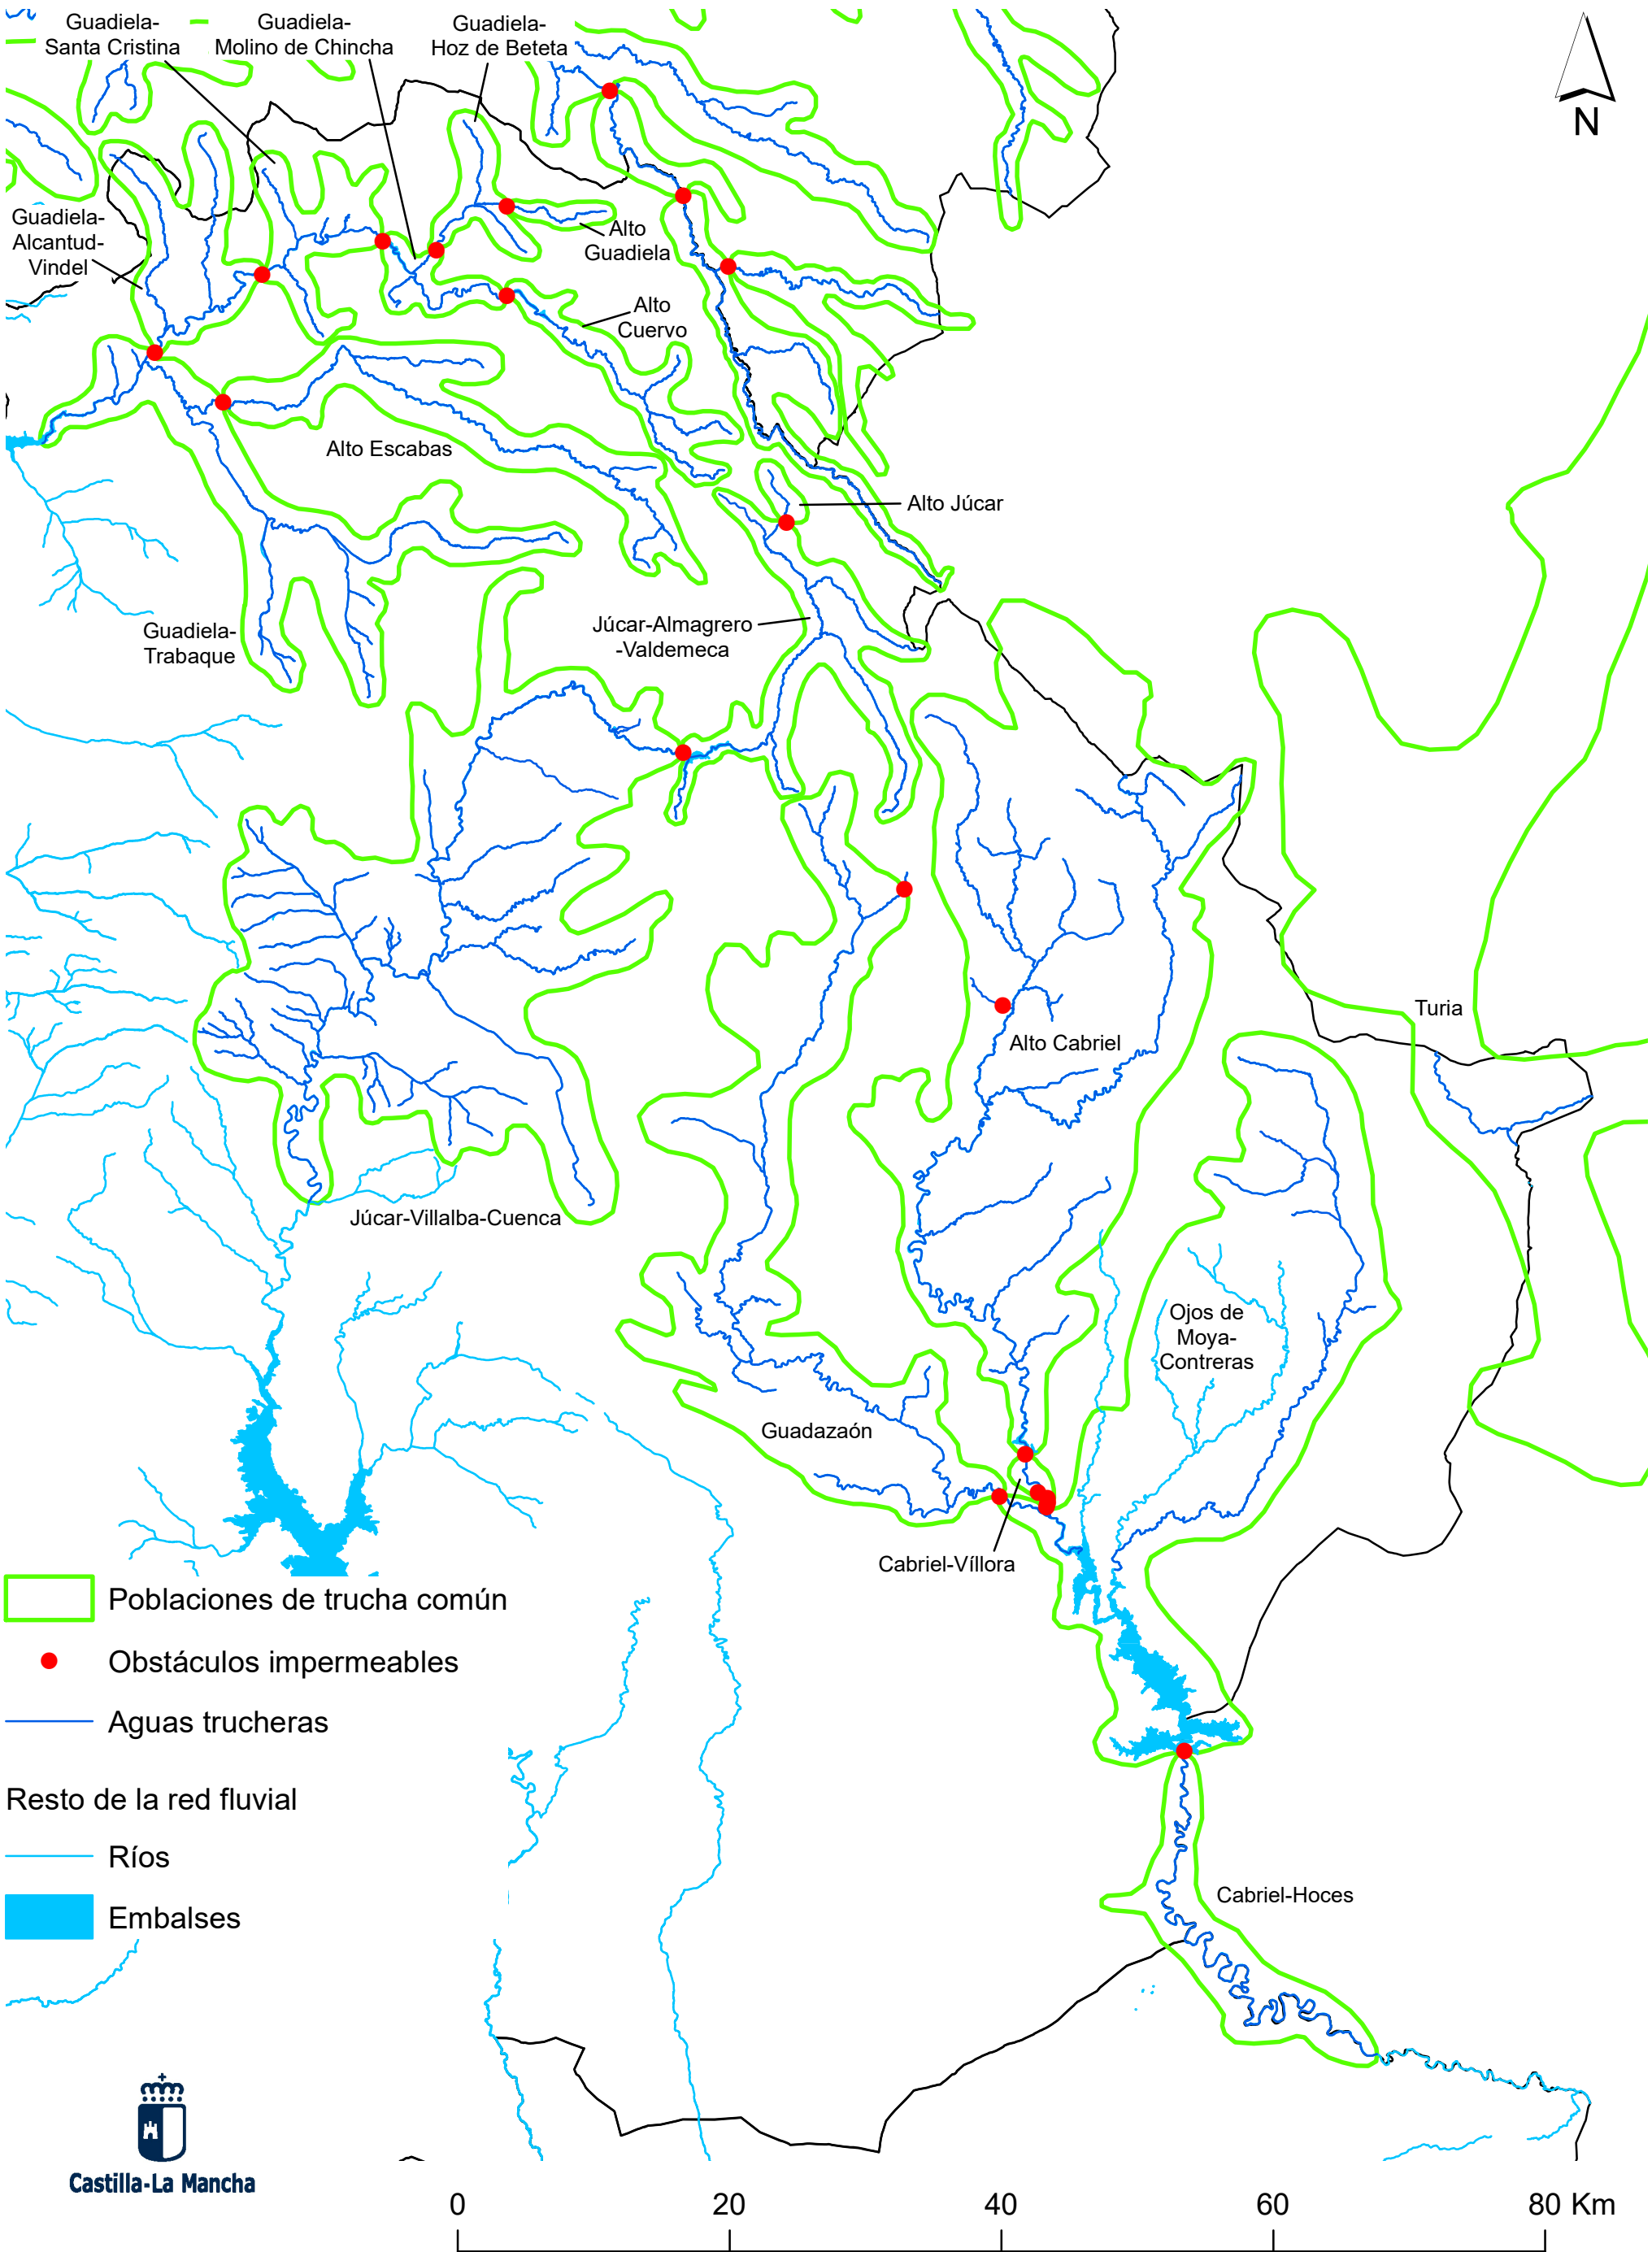 Guadiela-
Santa Cristina
Guadiela-
Molino de Chincha
Guadiela-
Hoz de Beteta
N
Guadiela-
Alcantud-
Vindel
Alto
Guadiela
Alto
Cuervo
Alto Escabas
Alto Júcar
Guadiela-
Trabaque
Júcar-Almagrero
-Valdemeca
Turia
Alto Cabriel
Júcar-Villalba-Cuenca
Ojos de
Moya-
Contreras
Guadazaón
Cabriel-Víllora
Poblaciones de trucha común
Obstáculos impermeables
Aguas trucheras
Resto de la red fluvial
Ríos
Embalses
Cabriel-Hoces
Castilla-La Mancha
0 20 40 60 80 Km